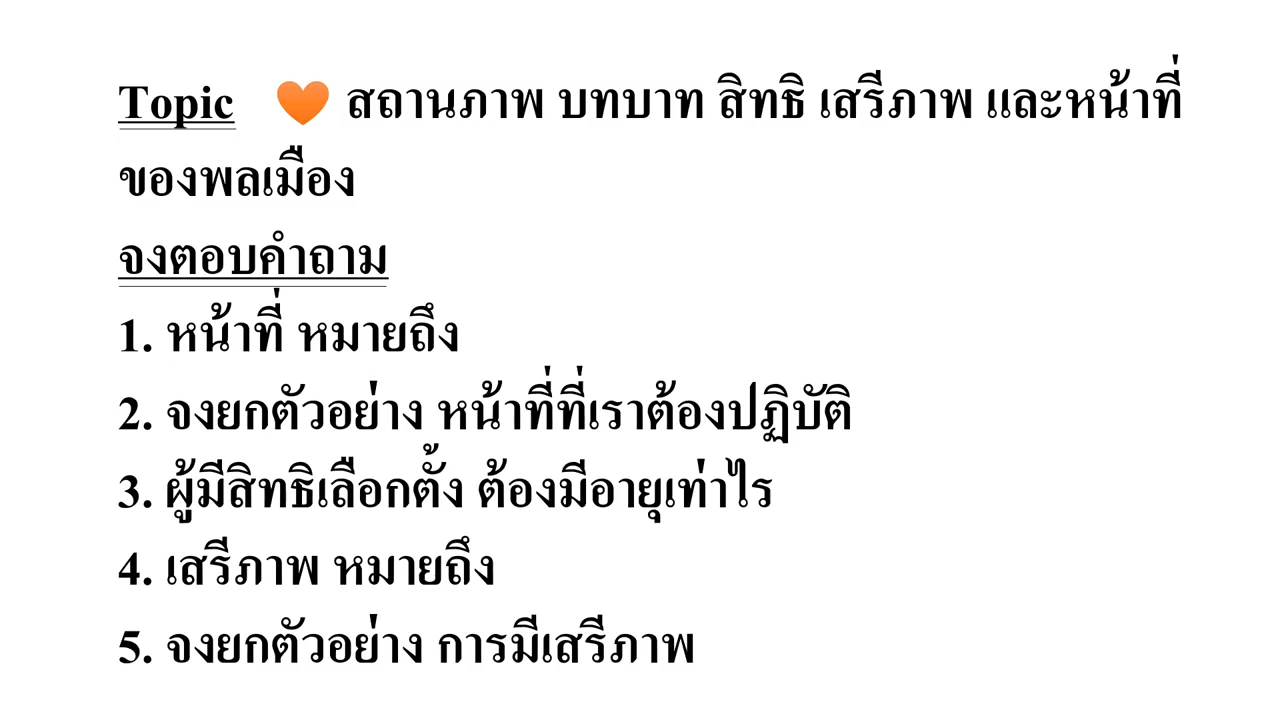 Topic 🧡 สถานภาพ บทบาท สิทธิ เสรีภาพ และหน้าที่
ของพลเมือง
จงตอบคำถาม
1. หน้าที่ หมายถึง
2. จงยกตัวอย่าง หน้าที่ที่เราต้องปฏิบัติ
3. ผู้มีสิทธิเลือกตั้ง ต้องมีอายุเท่าไร
4. เสรีภาพ หมายถึง
5. จงยกตัวอย่าง การมีเสรีภาพ